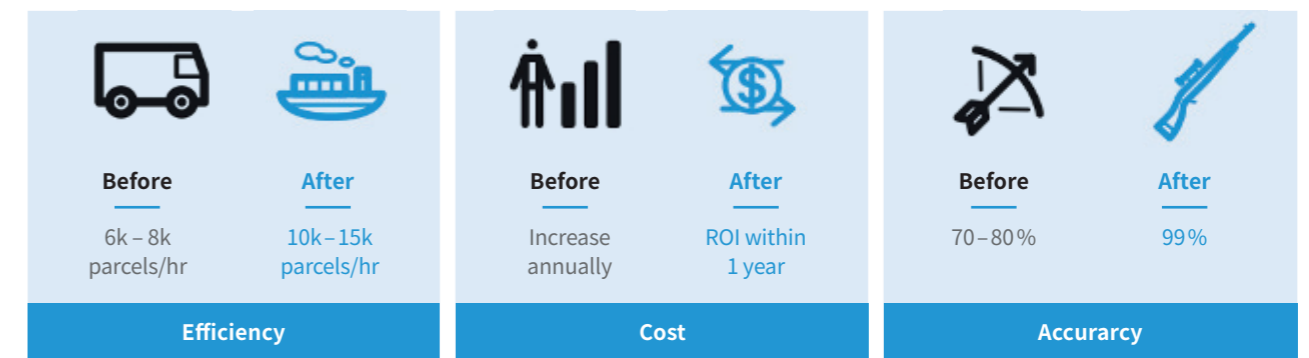 $
Before
After
6k – 8k
parcels/hr
10k – 15k
parcels/hr
Efficiency
Before
After
Increase
annually
ROI within
1 year
Cost
Before
After
70 – 80 %
99 %
Accurarcy